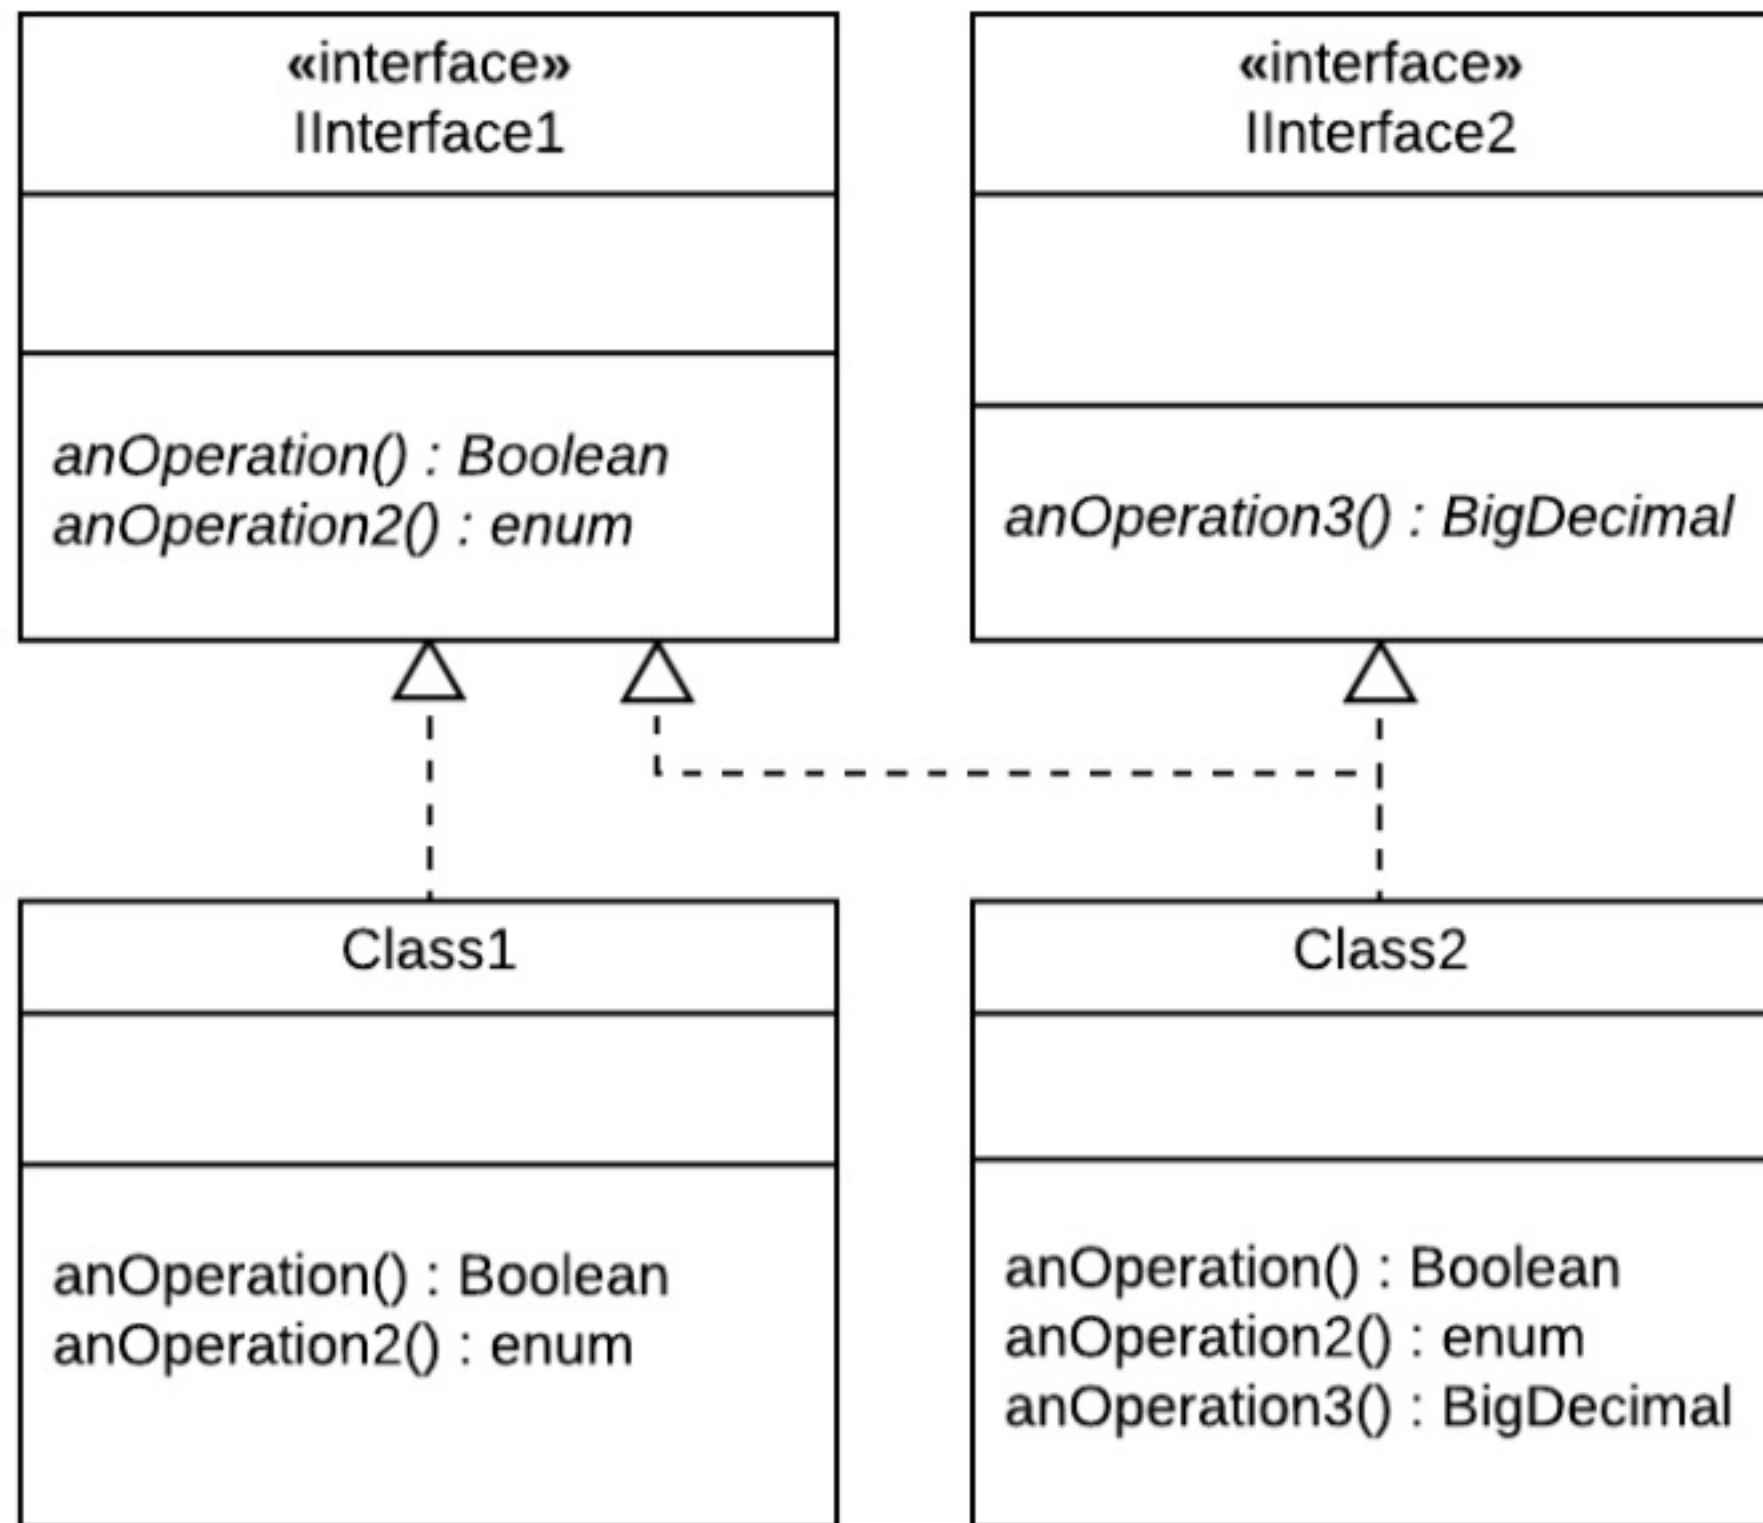 «interface»
IInterface1
anOperation() : Boolean
anOperation2() : enum
«interface»
IInterface2
anOperation3() : BigDecimal
Class1
anOperation() : Boolean
anOperation2() : enum
Class2
anOperation() : Boolean
anOperation2() : enum
anOperation3() : BigDecimal